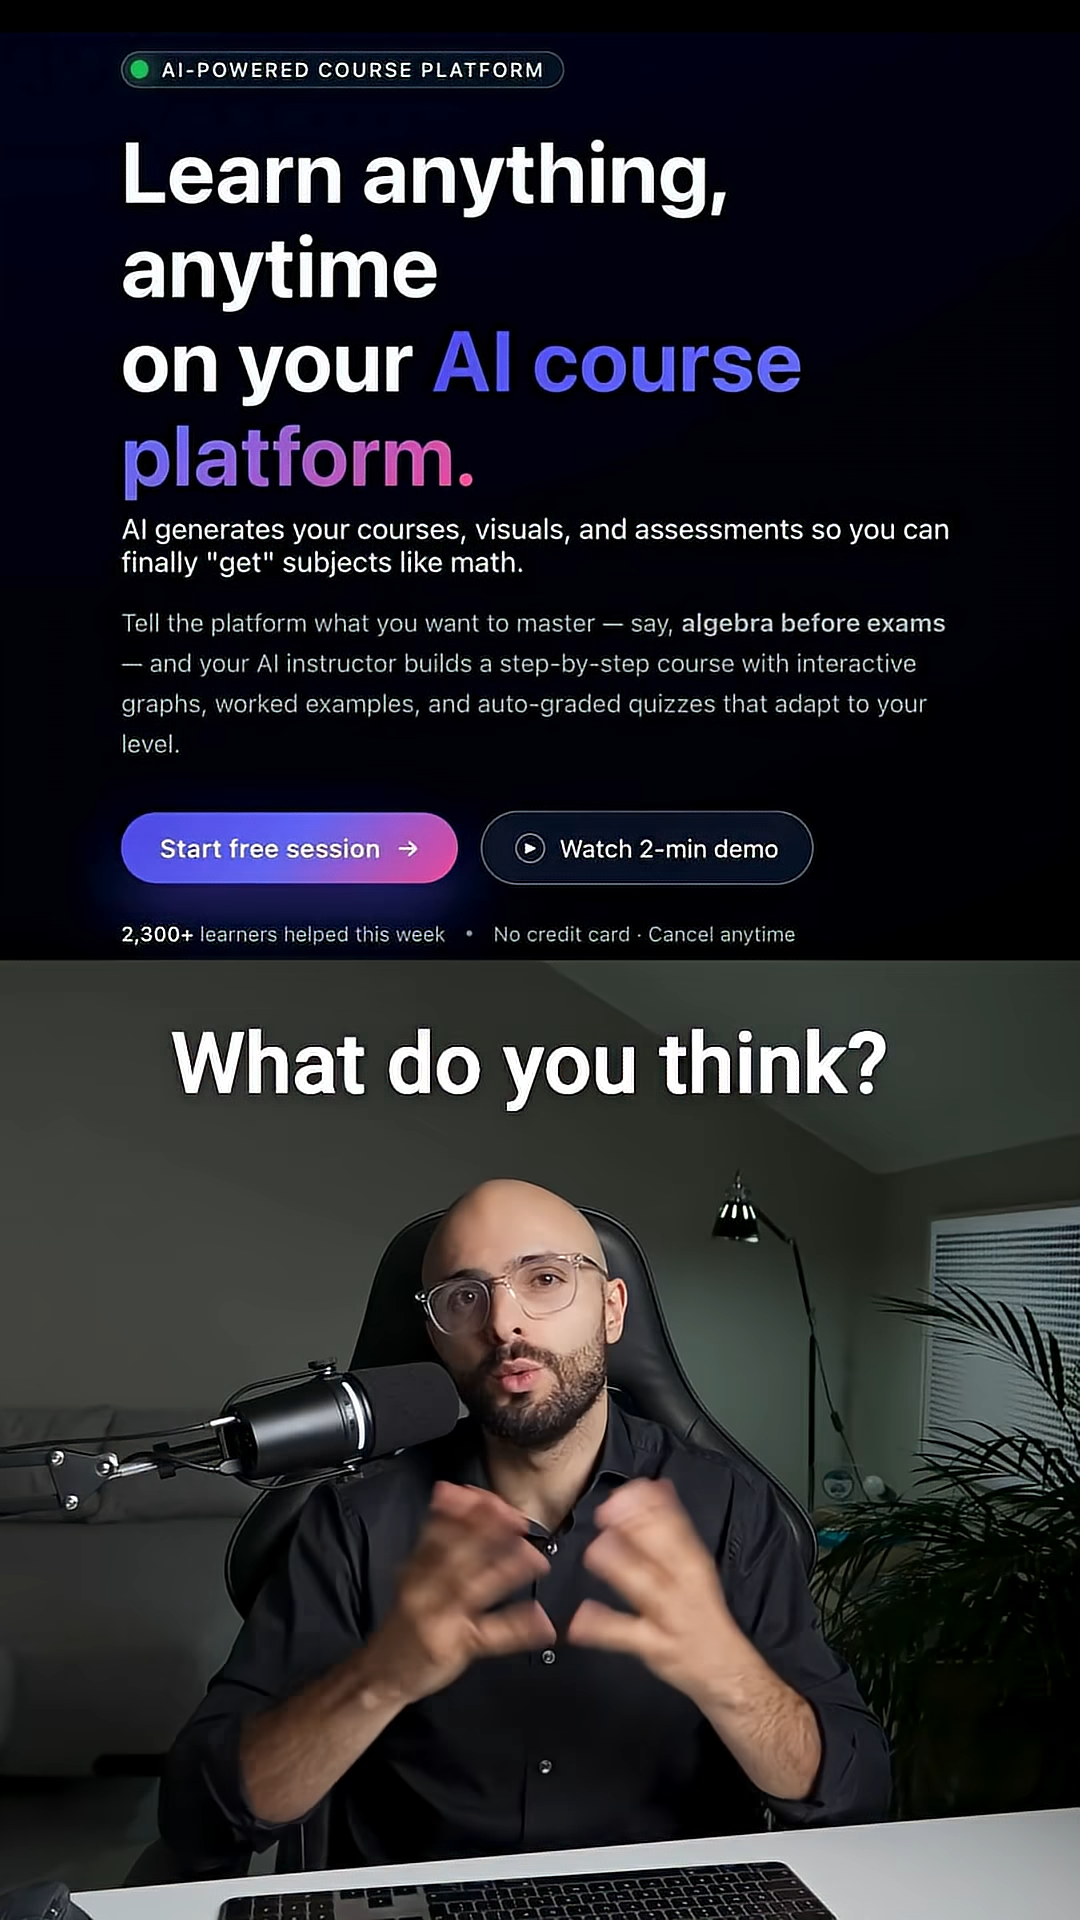 AI-POWERED COURSE PLATFORM
Learn anything,
anytime
on your AI course
platform.
AI generates your courses, visuals, and assessments so you can
finally "get" subjects like math.
Tell the platform what you want to master — say, algebra before exams
— and your AI instructor builds a step-by-step course with interactive
graphs, worked examples, and auto-graded quizzes that adapt to your
level.
Start free session →
Watch 2-min demo
2,300+ learners helped this week • No credit card · Cancel anytime
What do you think?